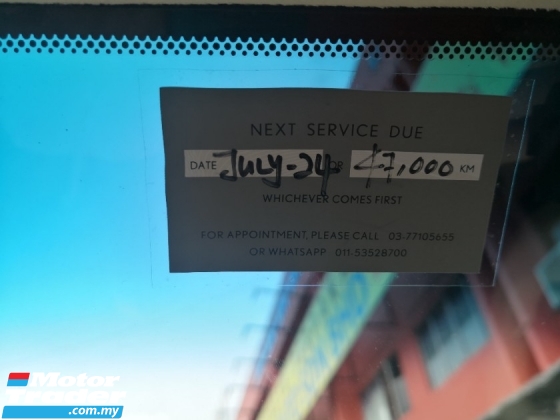 NEXT SERVICE DUE
DATE JULY-24 OR 47,000 KM
WHICHEVER COMES FIRST
FOR APPOINTMENT, PLEASE CALL 03-77105655
OR WHATSAPP 011-53528700
Motor
Trader
.com.my